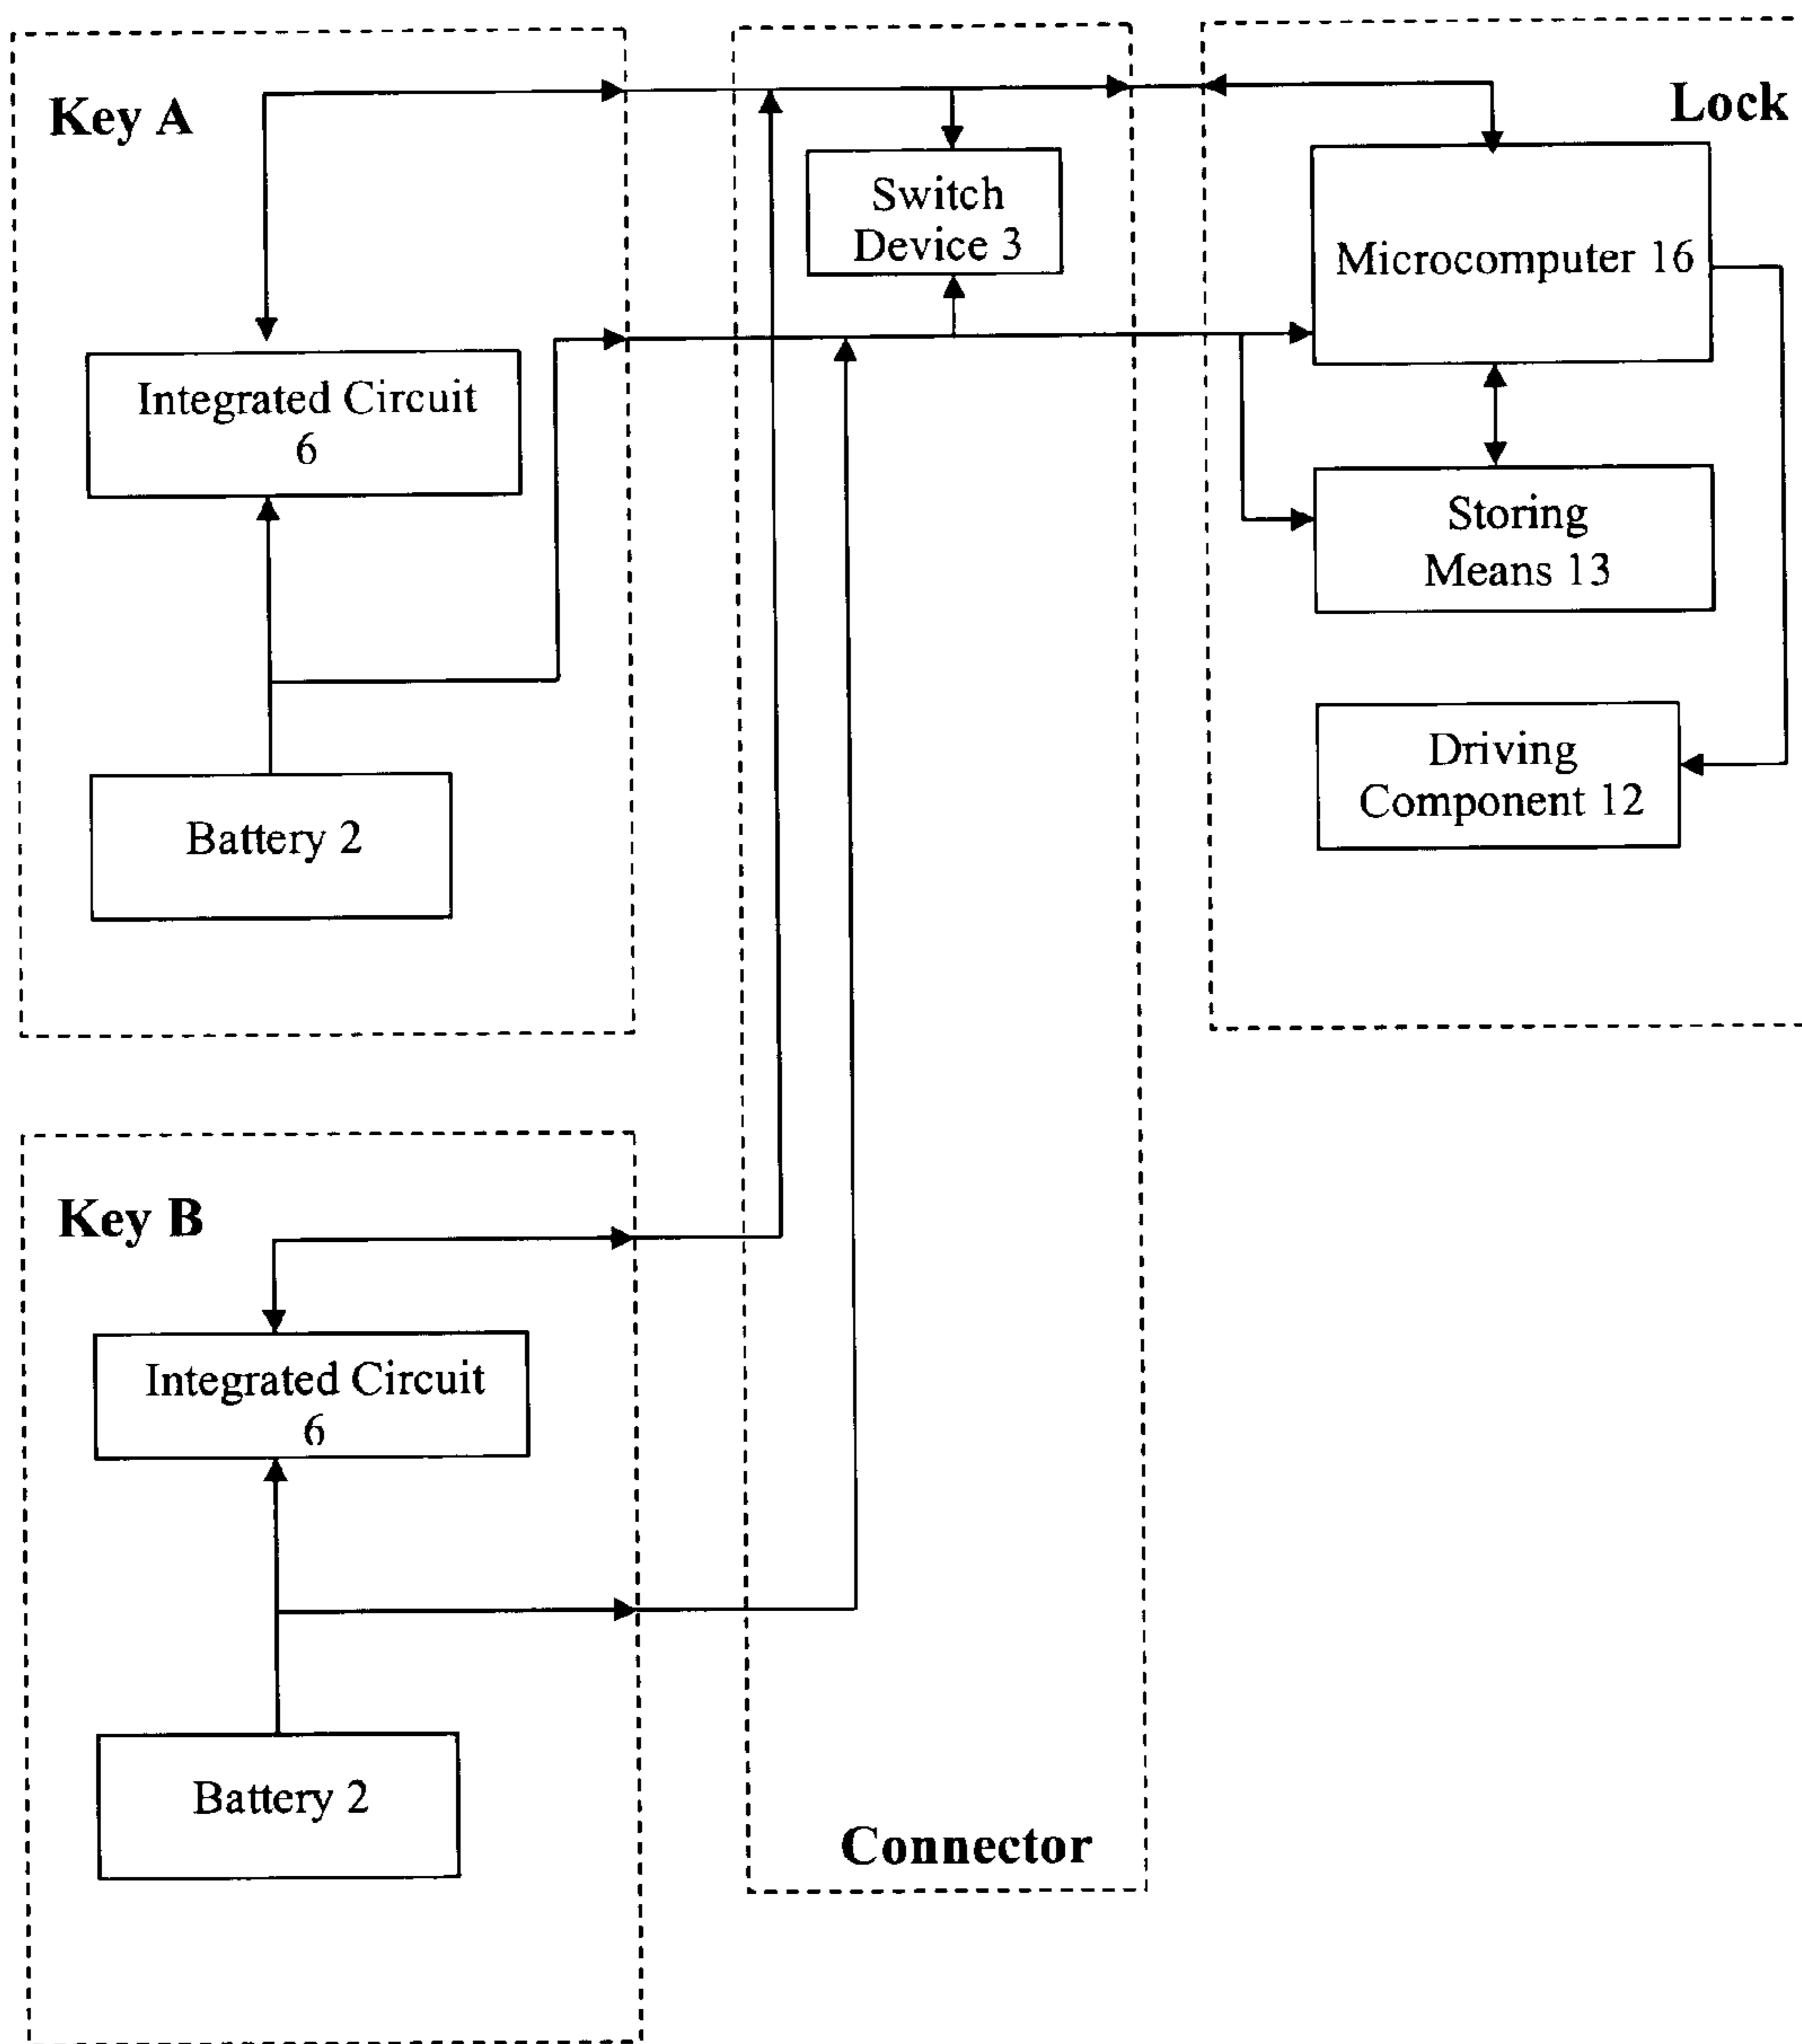 Key A
Lock
Switch
Device 3
Microcomputer 16
Integrated Circuit
6
Storing
Means 13
Driving
Component 12
Battery 2
Key B
Integrated Circuit
6
Battery 2
Connector